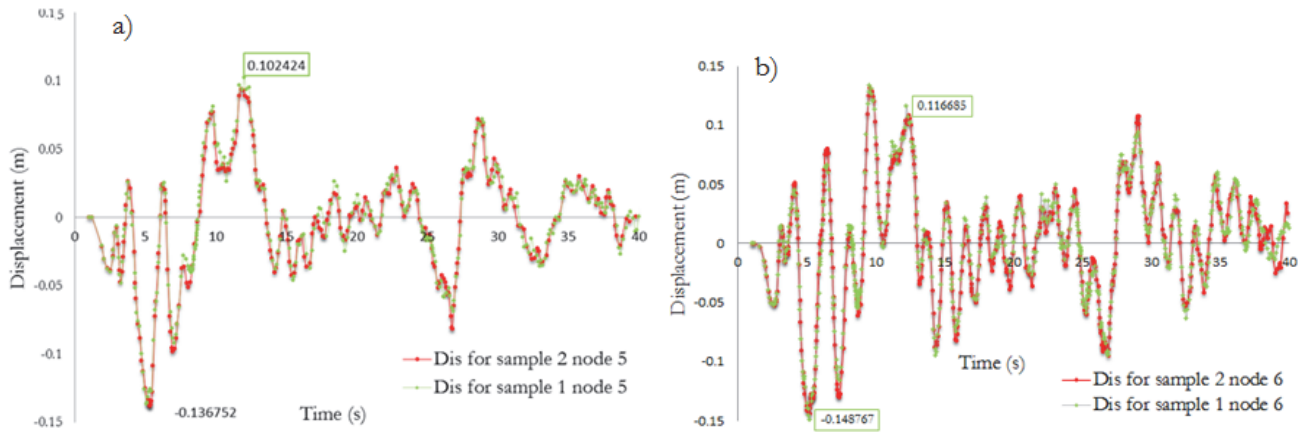 a)
0.15
0.1
0.05
0
-0.05
-0.1
-0.15
Displacement (m)
0 5 10 15 20 25 30 35 40
0.102424
-0.136752
Time (s)
Dis for sample 2 node 5
Dis for sample 1 node 5
b)
0.15
0.1
0.05
0
-0.05
-0.1
-0.15
Displacement (m)
0 5 10 15 20 25 30 35 40
0.116685
-0.148767
Time (s)
Dis for sample 2 node 6
Dis for sample 1 node 6